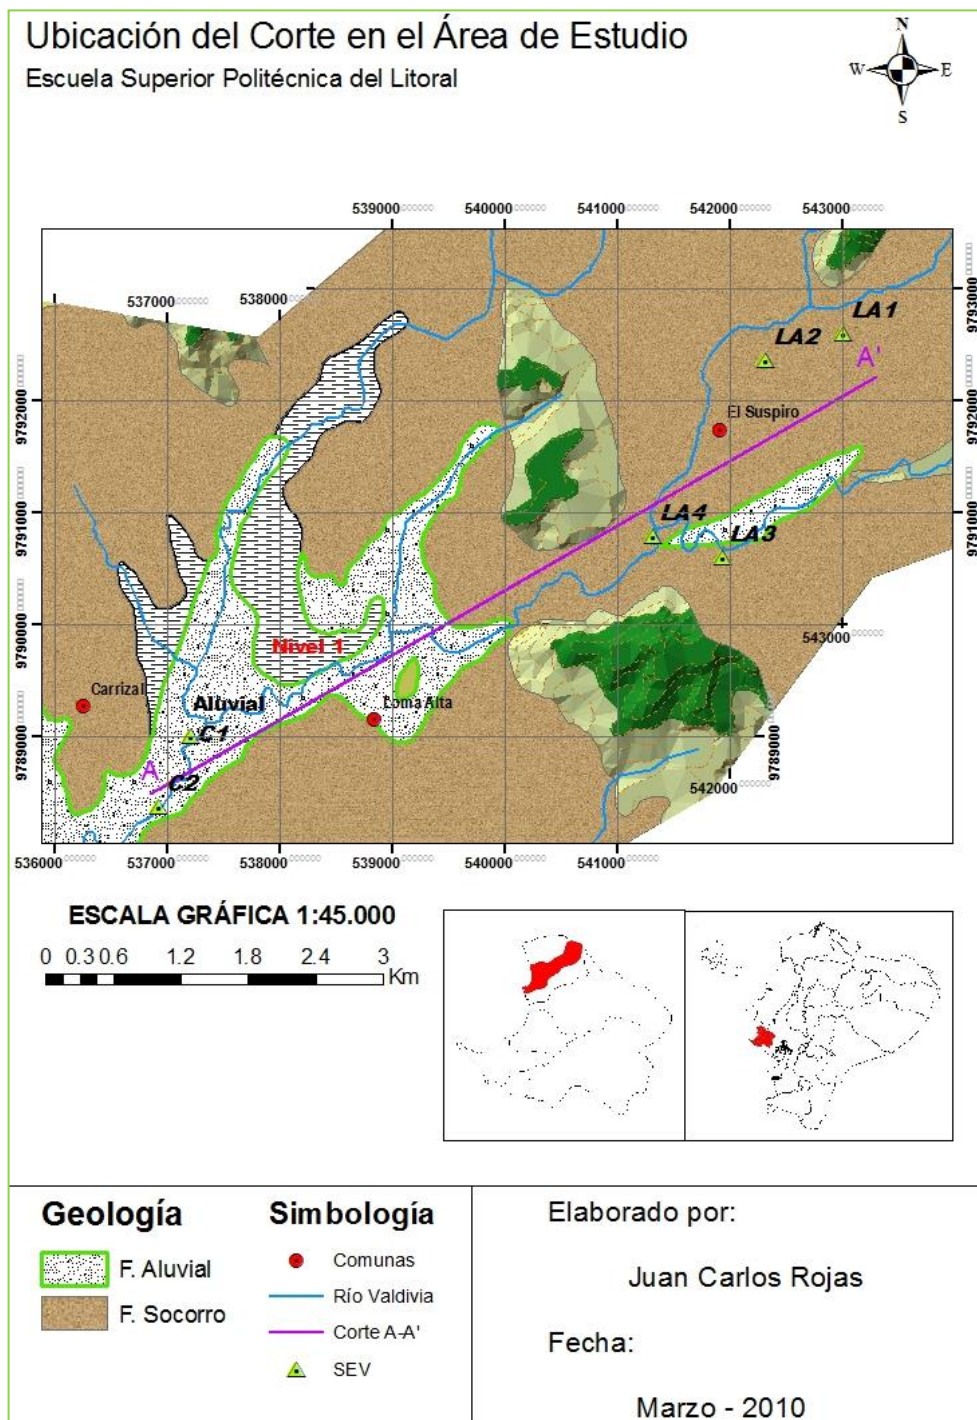 Ubicación del Corte en el Área de Estudio
Escuela Superior Politécnica del Litoral
N
W E
S
539000 540000 541000 542000 543000
537000 538000
9793000
9792000
9791000
9790000
9789000
9793000
9792000
9791000
543000
9789000
542000
536000 537000 538000 539000 540000 541000
LA1
LA2
A'
El Suspiro
LA4
LA3
Nivel 1
Carrizal
Aluvial
Loma Alta
C1
A
C2
ESCALA GRÁFICA 1:45.000
0 0.3 0.6 1.2 1.8 2.4 3
Km
Geología
F. Aluvial
F. Socorro
Simbología
Comunas
Río Valdivia
Corte A-A'
SEV
Elaborado por:
Juan Carlos Rojas
Fecha:
Marzo - 2010